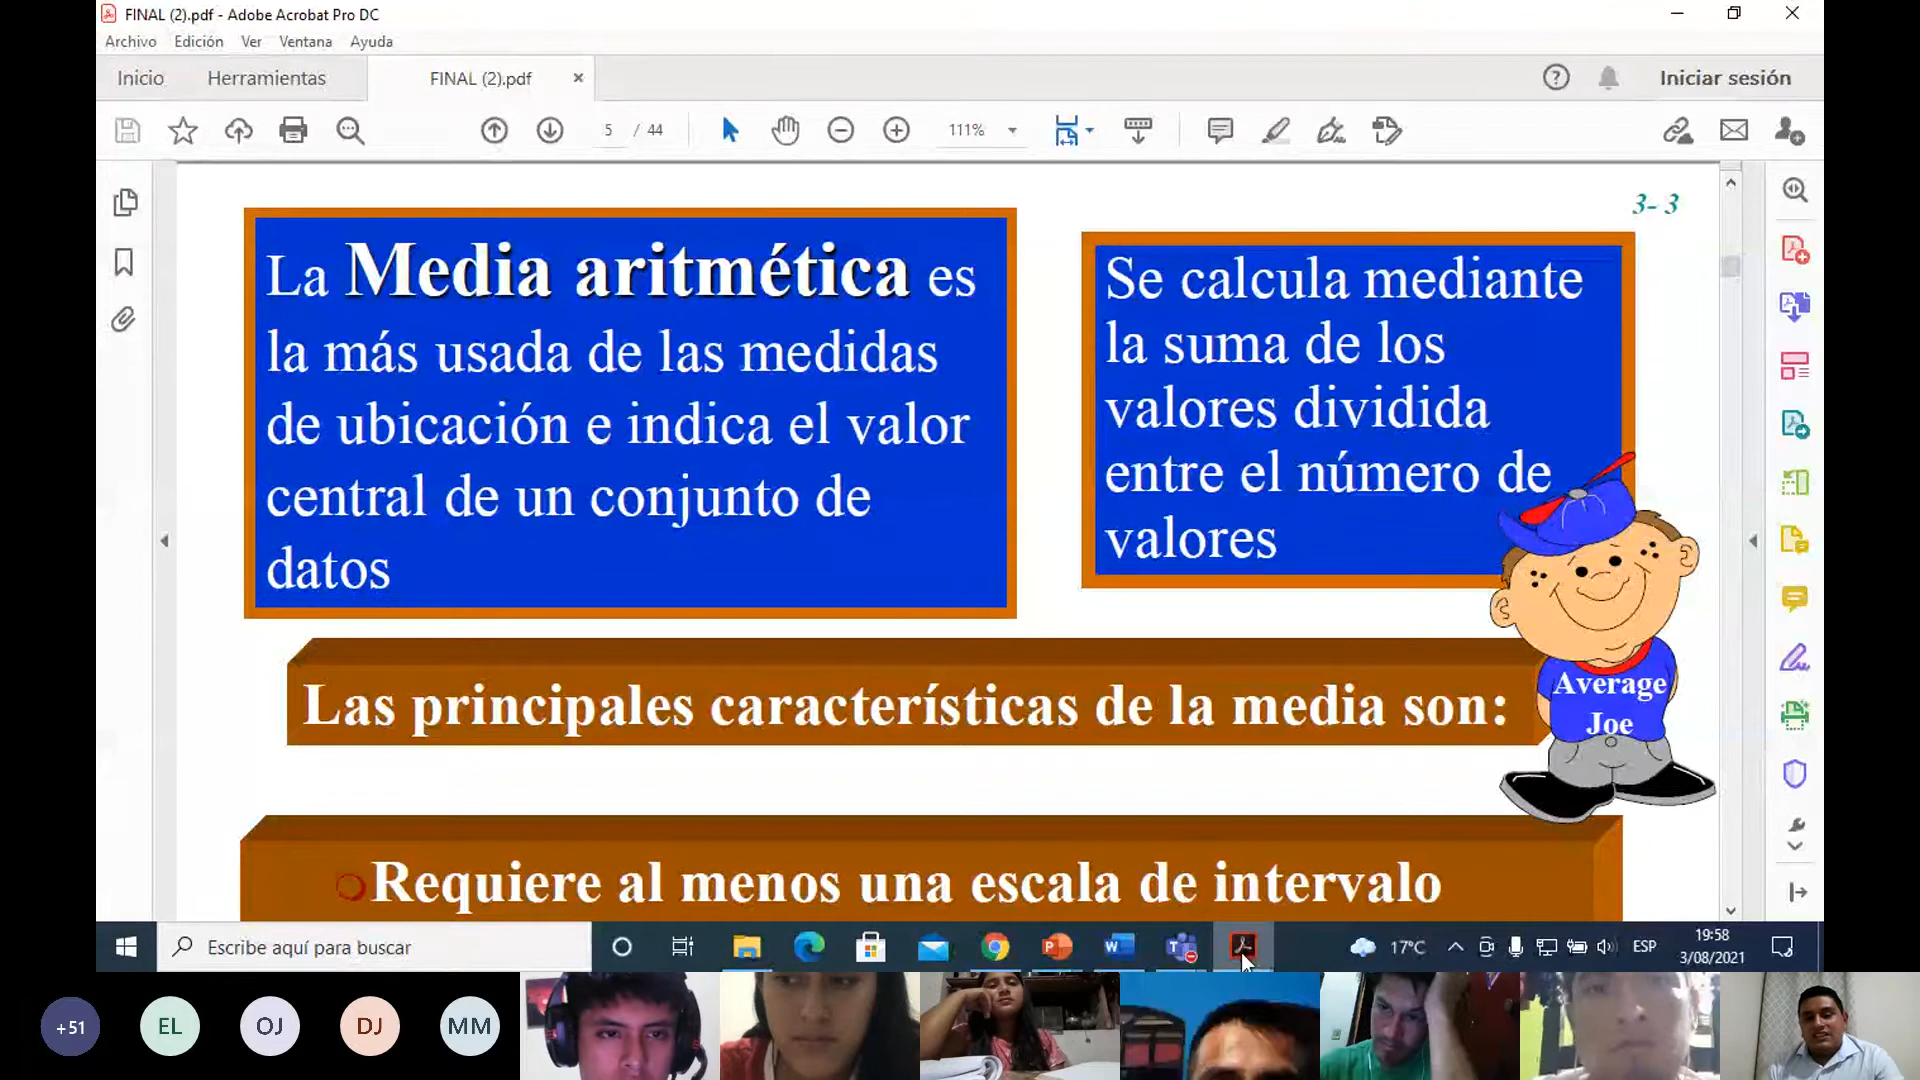 FINAL (2).pdf - Adobe Acrobat Pro DC
Archivo Edición Ver Ventana Ayuda
Inicio Herramientas FINAL (2).pdf × Iniciar sesión
5 / 44 111%
3- 3
La Media aritmética es
la más usada de las medidas
de ubicación e indica el valor
central de un conjunto de
datos
Se calcula mediante
la suma de los
valores dividida
entre el número de
valores
Average
Joe
Las principales características de la media son:
Requiere al menos una escala de intervalo
Escribe aquí para buscar
17°C ESP 19:58
3/08/2021
+51 EL OJ DJ MM